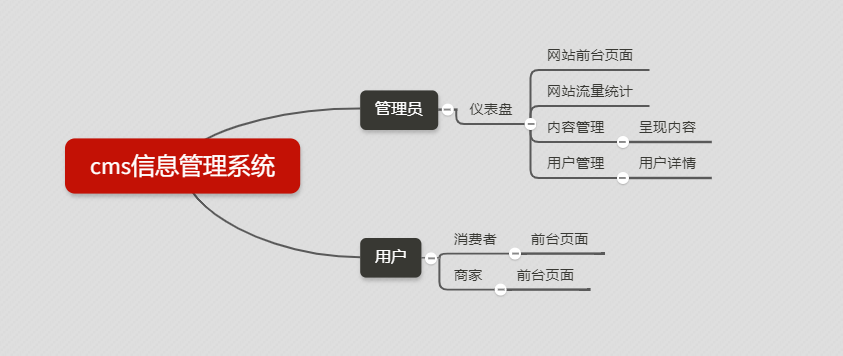 cms信息管理系统
管理员
仪表盘
网站前台页面
网站流量统计
内容管理
呈现内容
用户管理
用户详情
用户
消费者
前台页面
商家
前台页面